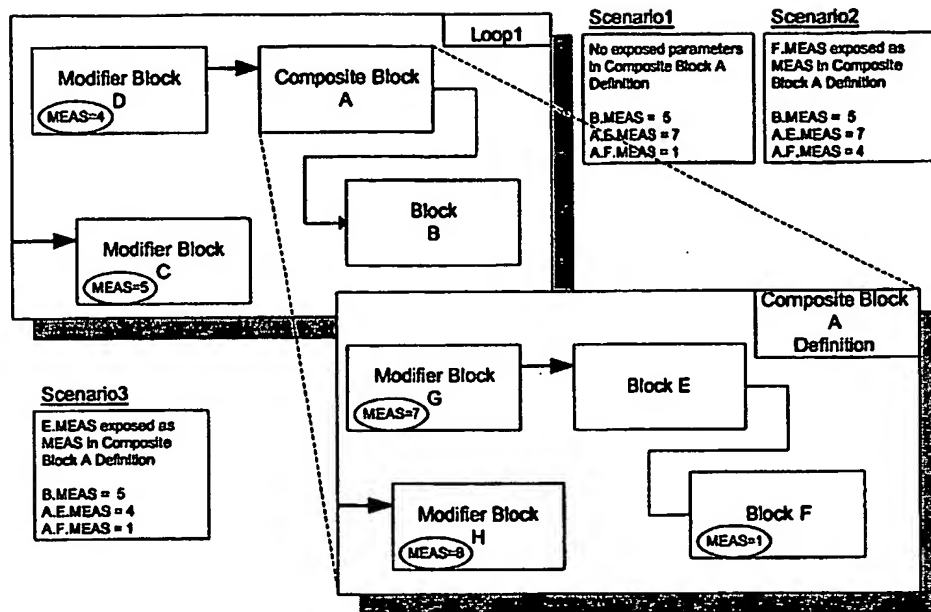 Loop1
Modifier Block
D
MEAS=4
Composite Block
A
Block
B
Modifier Block
C
MEAS=5
Scenario1
No exposed parameters
in Composite Block A
Definition
B.MEAS = 5
A.E.MEAS = 7
A.F.MEAS = 1
Scenario2
F.MEAS exposed as
MEAS in Composite
Block A Definition
B.MEAS = 5
A.E.MEAS = 7
A.F.MEAS = 4
Composite Block
A
Definition
Modifier Block
G
MEAS=7
Block E
Modifier Block
H
MEAS=8
Block F
MEAS=1
Scenario3
E.MEAS exposed as
MEAS in Composite
Block A Definition
B.MEAS = 5
A.E.MEAS = 4
A.F.MEAS = 1